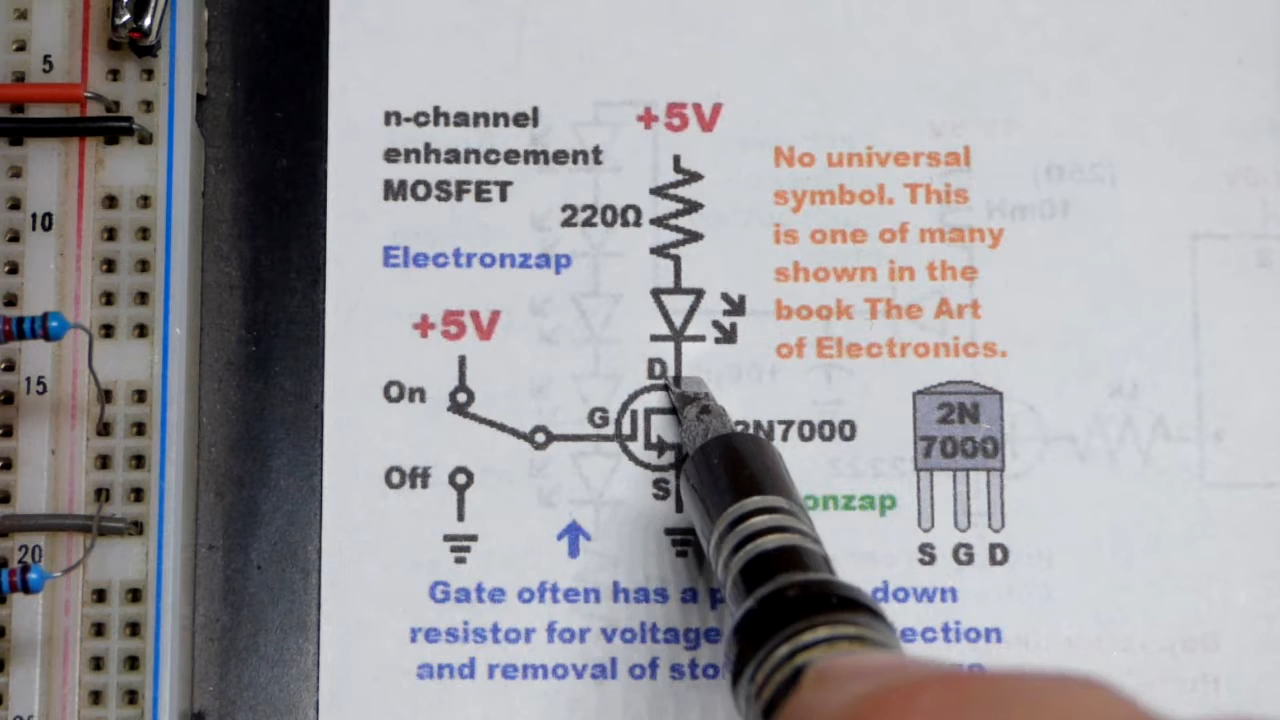 5
10
15
20
n-channel
enhancement
MOSFET
Electronzap
+5V
220Ω
No universal
symbol. This
is one of many
shown in the
book The Art
of Electronics.
+5V
On
Off
D
G
S
2N7000
onzap
2N
7000
S G D
Gate often has a p down
resistor for voltage ection
and removal of sto